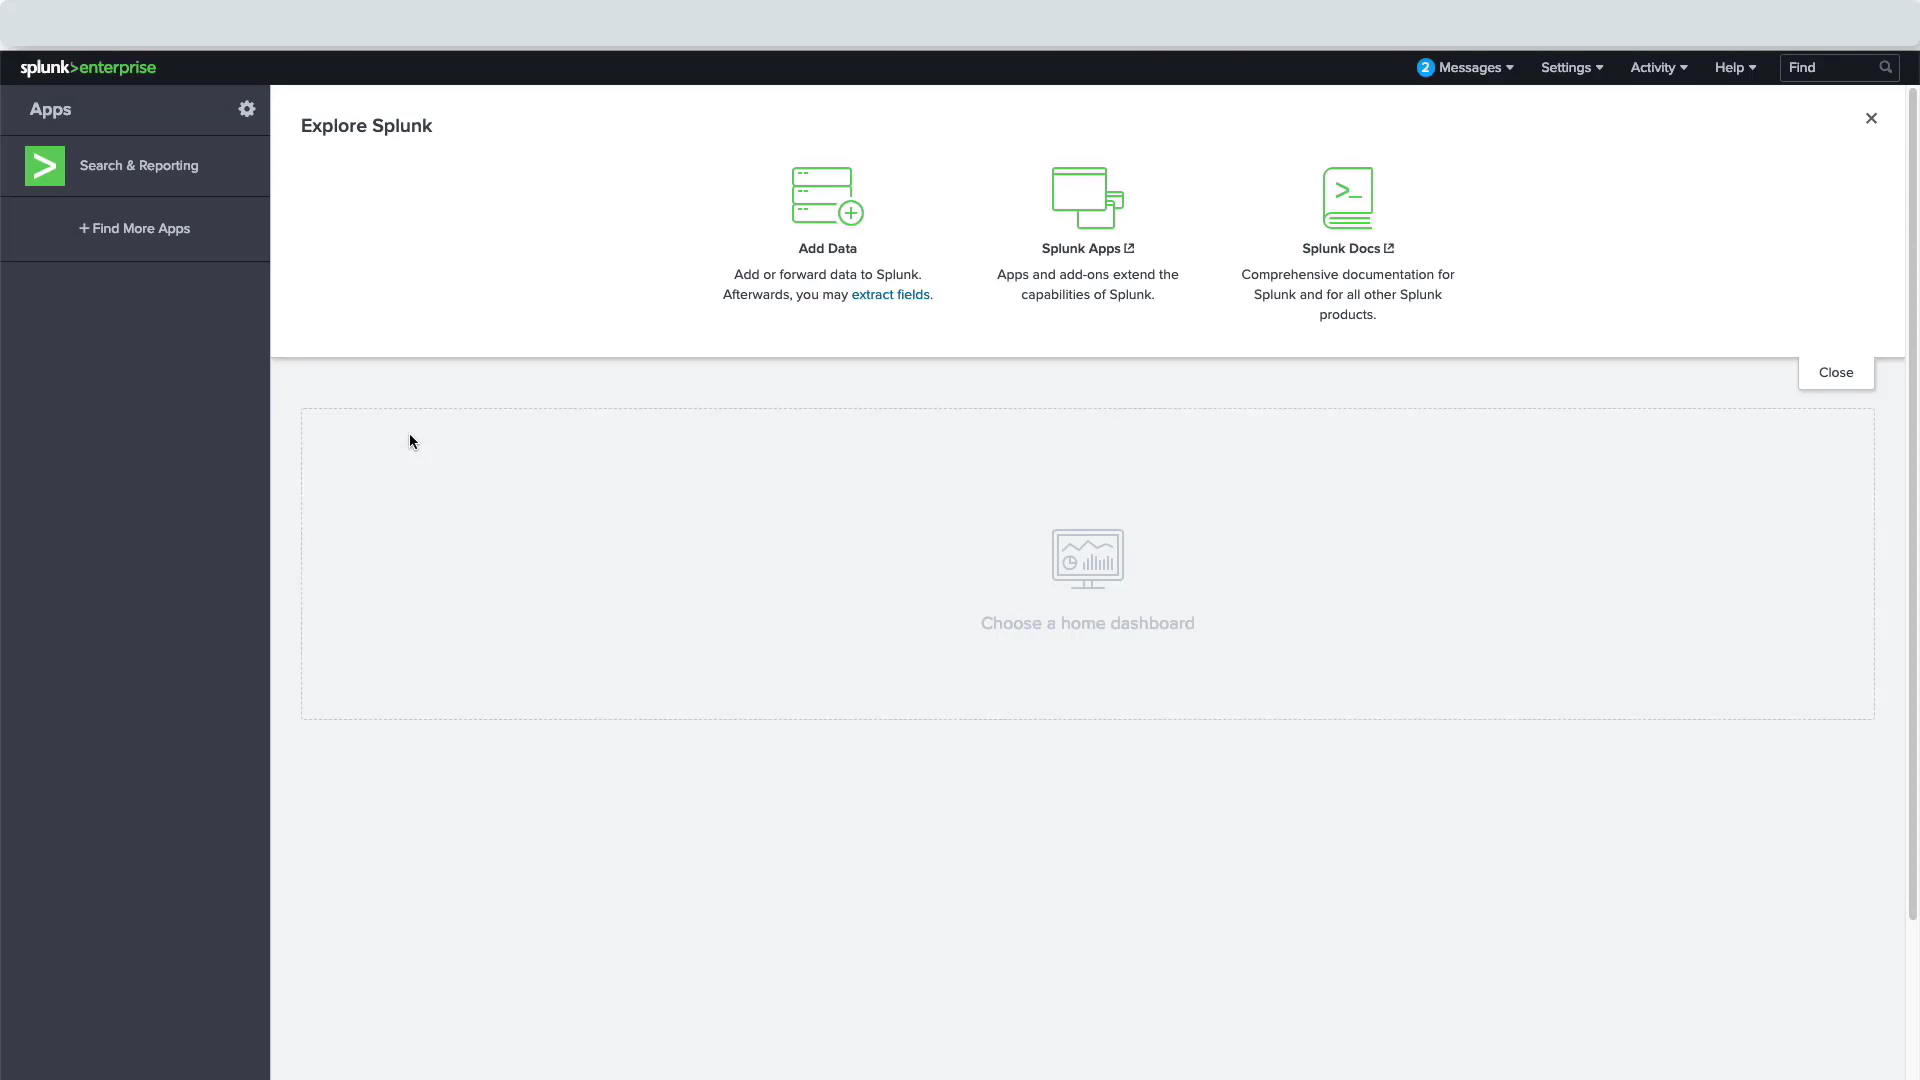 splunk>enterprise
2 Messages Settings Activity Help Find
Apps
Search & Reporting
+ Find More Apps
Explore Splunk
Add Data
Add or forward data to Splunk.
Afterwards, you may extract fields.
Splunk Apps
Apps and add-ons extend the
capabilities of Splunk.
Splunk Docs
Comprehensive documentation for
Splunk and for all other Splunk
products.
Close
Choose a home dashboard